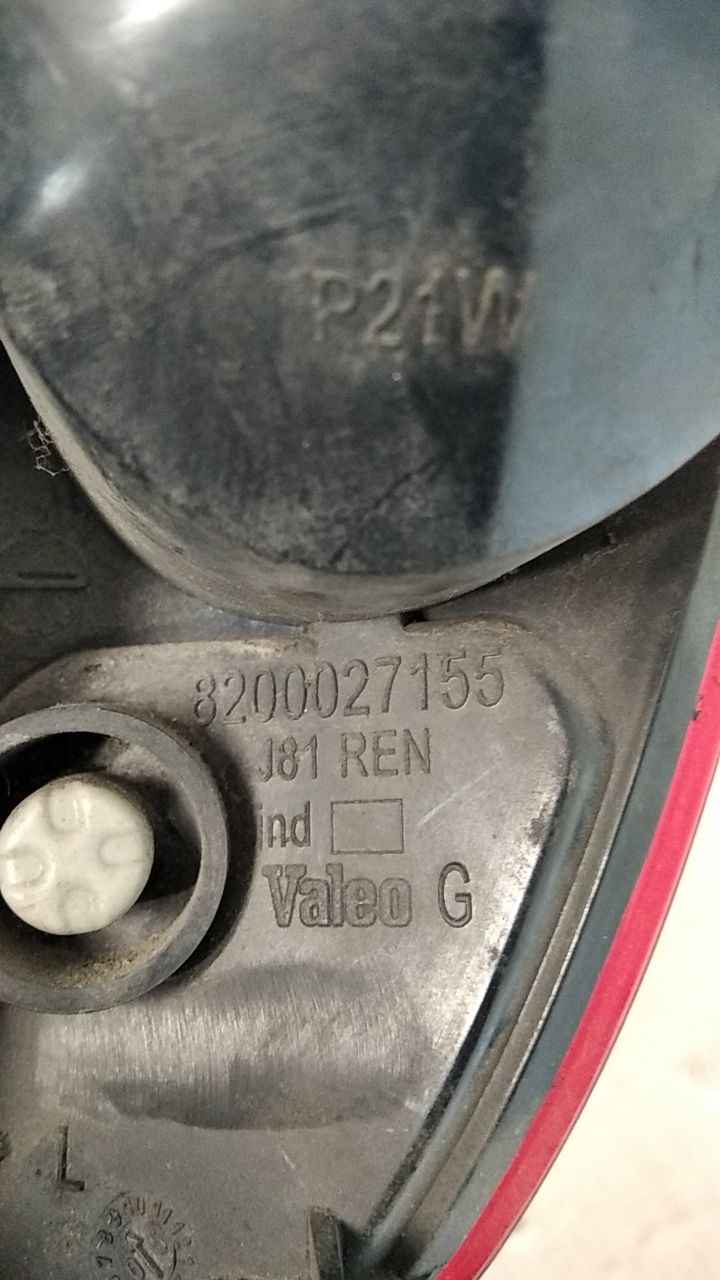 P21W
8200027155
J81 REN
ind
Valeo G
L